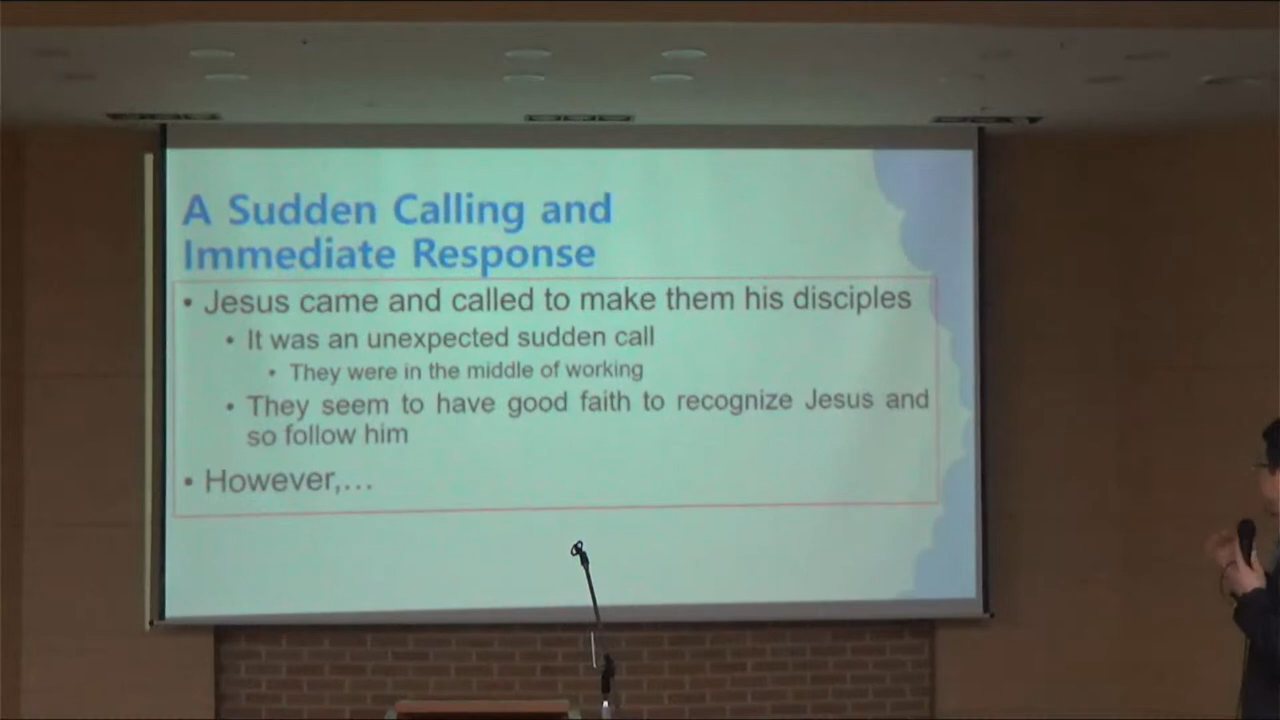 A Sudden Calling and
Immediate Response
• Jesus came and called to make them his disciples
• It was an unexpected sudden call
• They were in the middle of working
• They seem to have good faith to recognize Jesus and
so follow him
• However,…